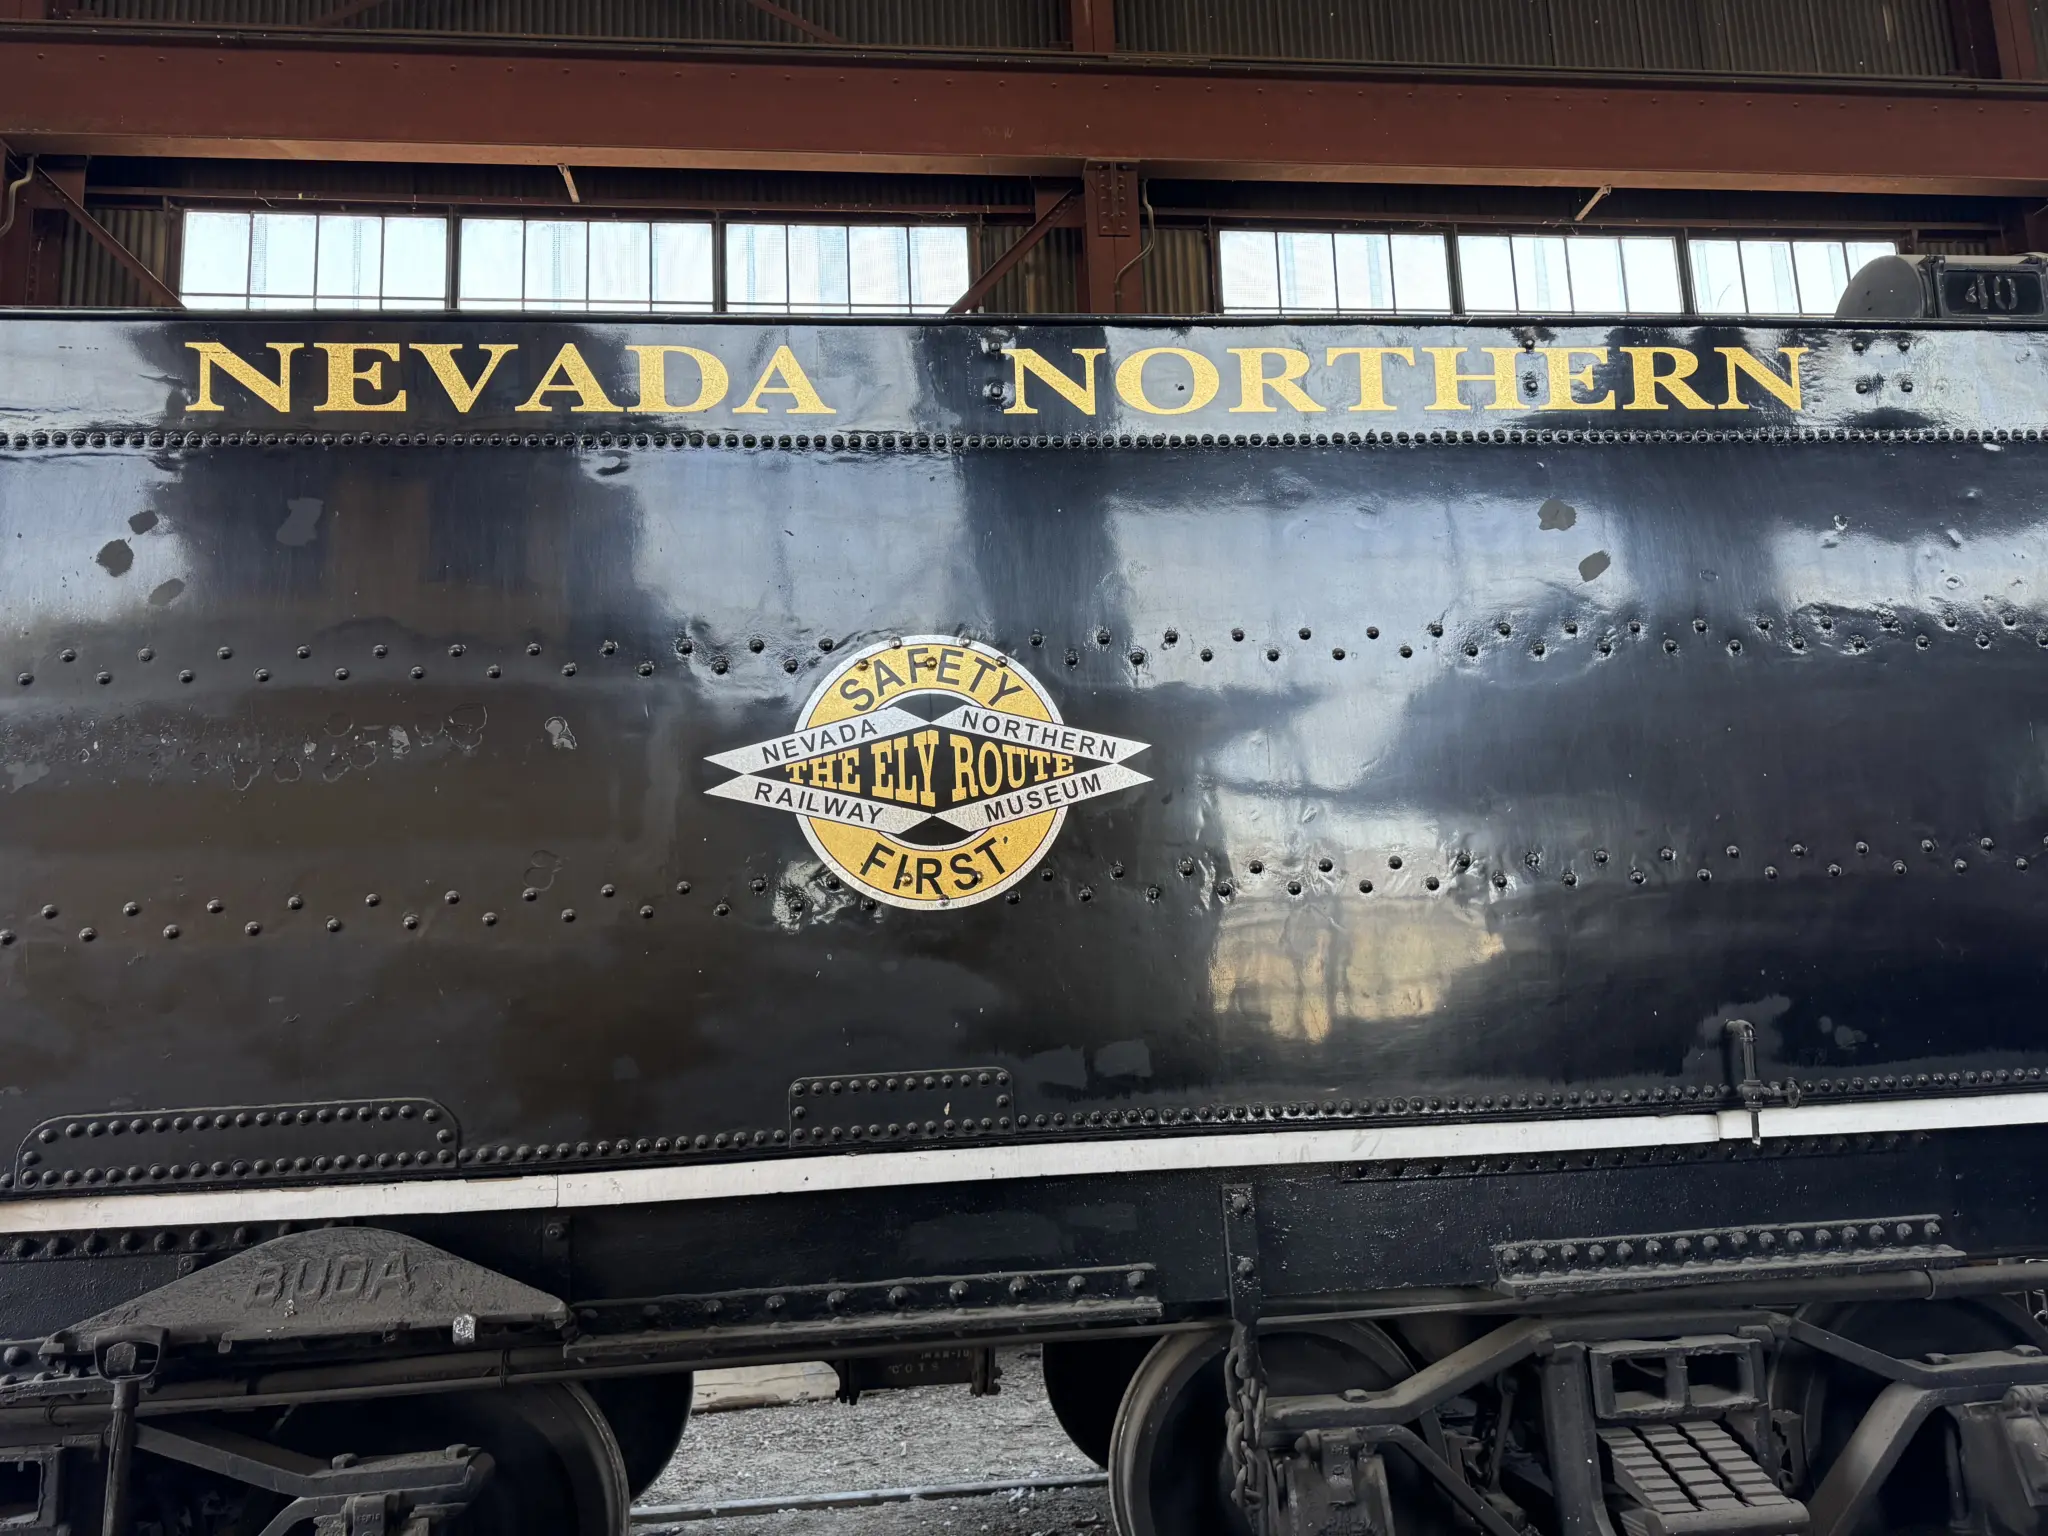 40
NEVADA NORTHERN
SAFETY
NEVADA NORTHERN
THE ELY ROUTE
RAILWAY MUSEUM
FIRST
BUDA